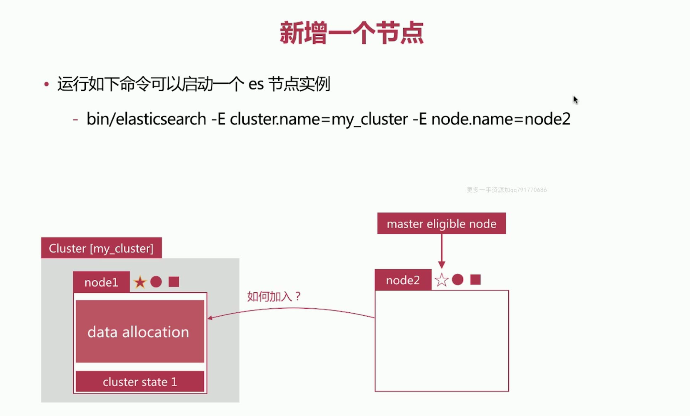 新增一个节点
• 运行如下命令可以启动一个 es 节点实例
- bin/elasticsearch -E cluster.name=my_cluster -E node.name=node2
master eligible node
Cluster [my_cluster]
node1
node2
如何加入？
data allocation
cluster state 1